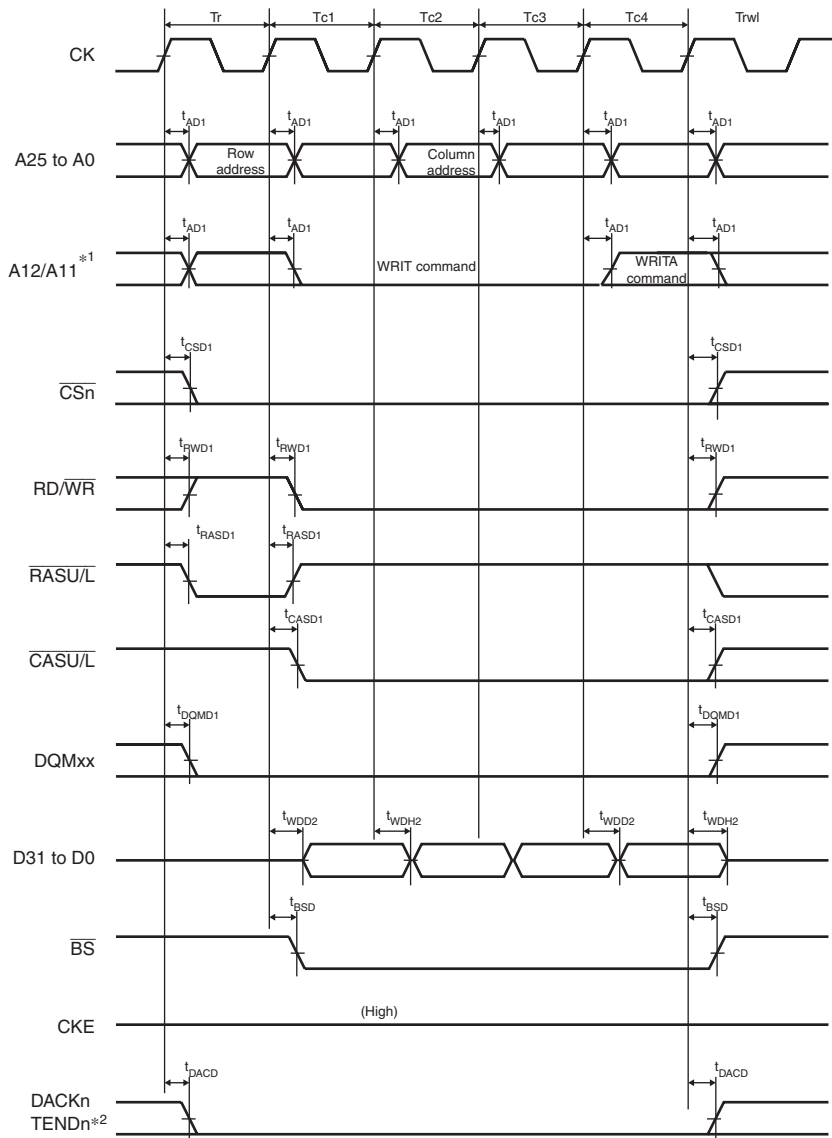 Tr Tc1 Tc2 Tc3 Tc4 Trwl
CK
tAD1 tAD1 tAD1 tAD1 tAD1 tAD1
A25 to A0
Row address
Column address
tAD1 tAD1 tAD1 tAD1
A12/A11*1
WRIT command
WRITA command
tCSD1 tCSD1
CSn
tRWD1 tRWD1 tRWD1
RD/WR
tRASD1 tRASD1
RASU/L
tCASD1 tCASD1
CASU/L
tDQMD1 tDQMD1
DQMxx
tWDD2 tWDH2 tWDD2 tWDH2
D31 to D0
tBSD tBSD
BS
(High)
CKE
tDACD tDACD
DACKn
TENDn*2